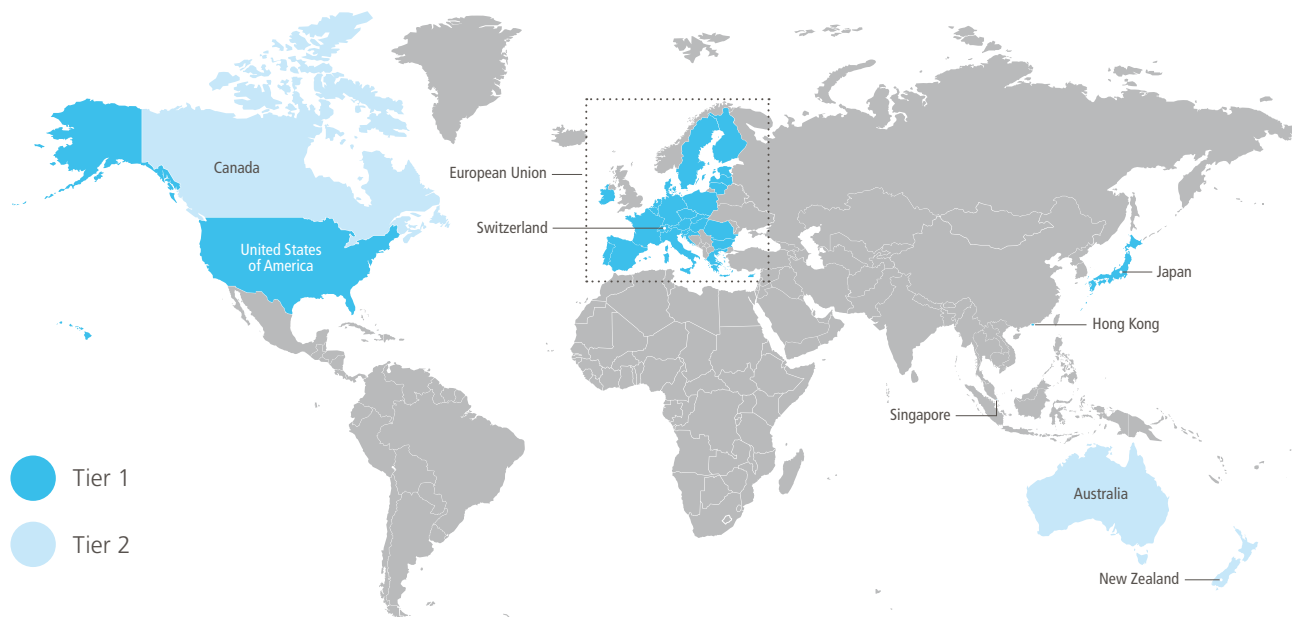 Canada
European Union
Switzerland
United States
of America
Japan
Hong Kong
Singapore
Tier 1
Australia
Tier 2
New Zealand